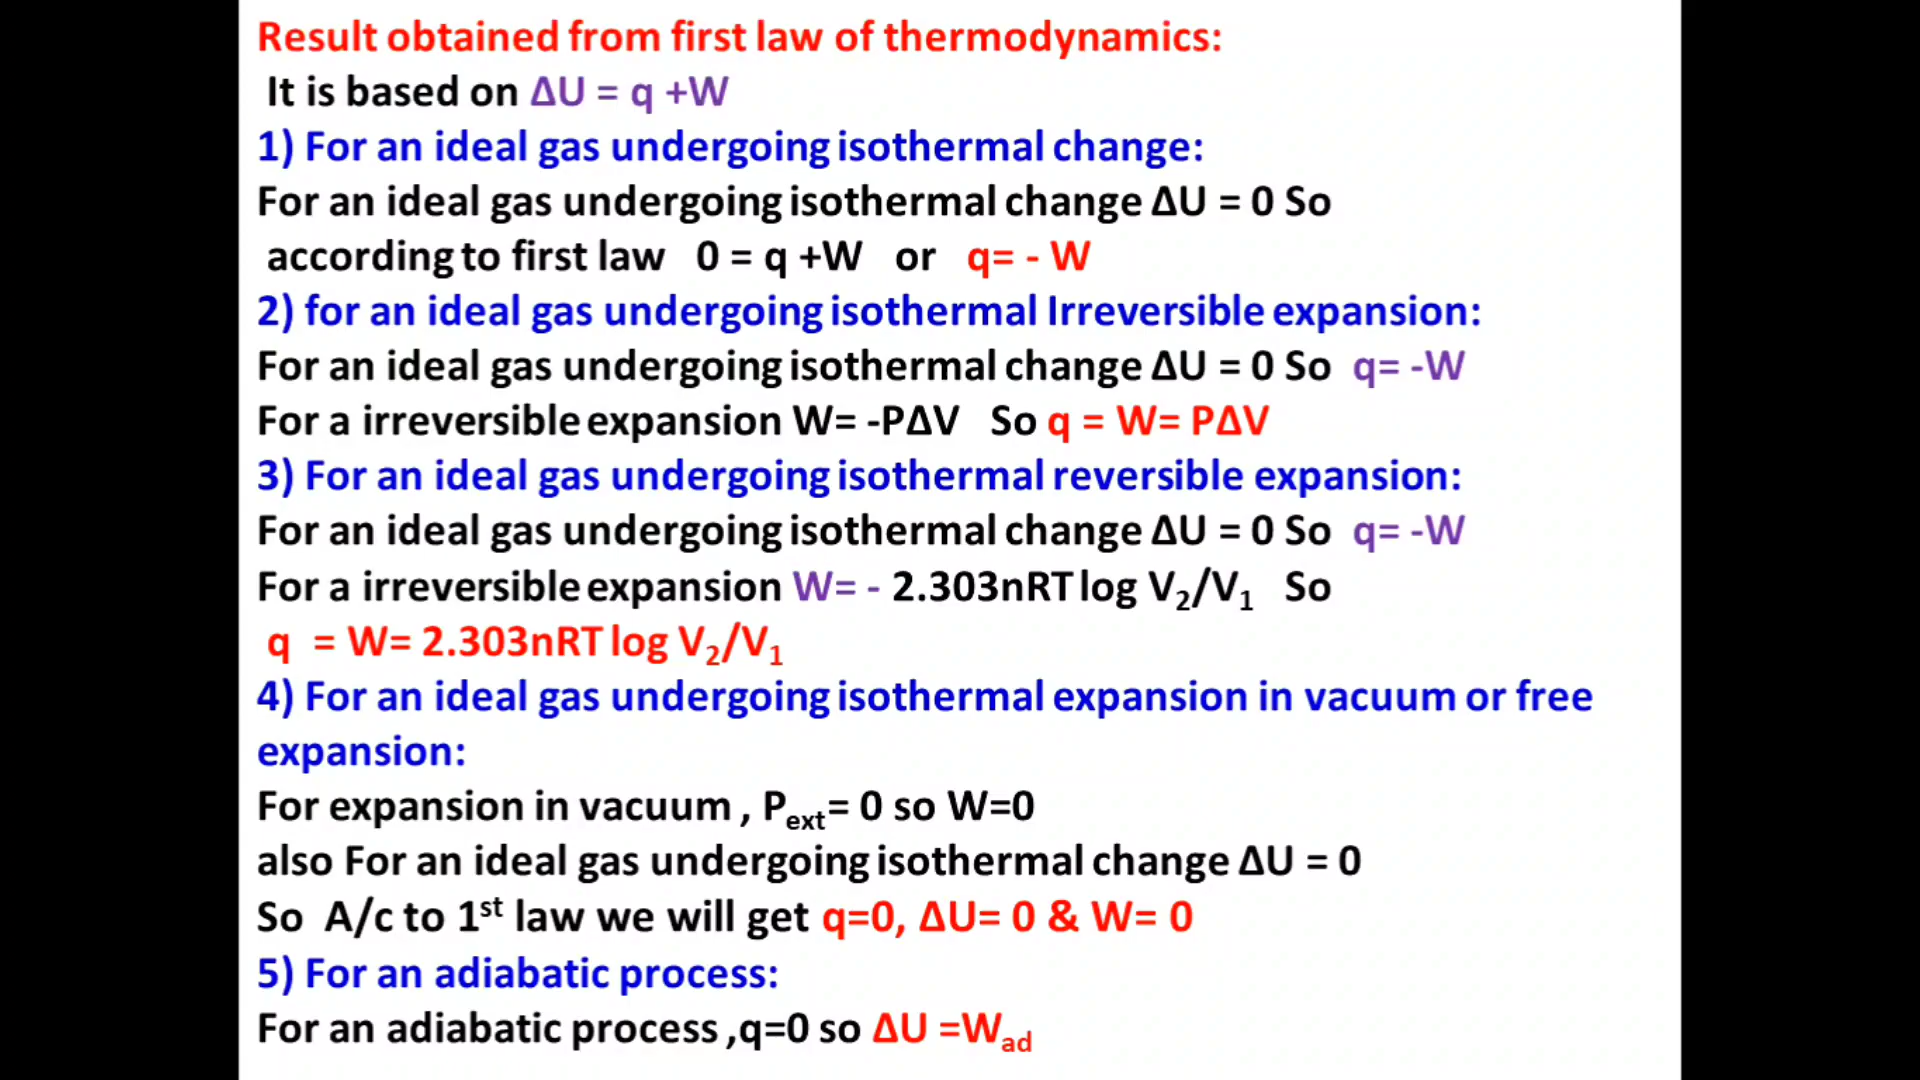 Result obtained from first law of thermodynamics:
It is based on ΔU = q +W
1) For an ideal gas undergoing isothermal change:
For an ideal gas undergoing isothermal change ΔU = 0 So
according to first law 0 = q +W or q= - W
2) for an ideal gas undergoing isothermal Irreversible expansion:
For an ideal gas undergoing isothermal change ΔU = 0 So q= -W
For a irreversible expansion W= -PΔV So q = W= PΔV
3) For an ideal gas undergoing isothermal reversible expansion:
For an ideal gas undergoing isothermal change ΔU = 0 So q= -W
For a irreversible expansion W= - 2.303nRT log V₂/V₁ So
q = W= 2.303nRT log V₂/V₁
4) For an ideal gas undergoing isothermal expansion in vacuum or free
expansion:
For expansion in vacuum , Pext= 0 so W=0
also For an ideal gas undergoing isothermal change ΔU = 0
So A/c to 1st law we will get q=0, ΔU= 0 & W= 0
5) For an adiabatic process:
For an adiabatic process ,q=0 so ΔU =Wad